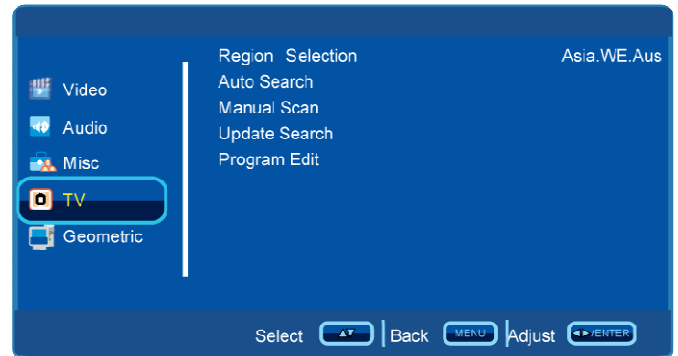 Region Selection Asia.WE.Aus
Auto Search
Manual Scan
Update Search
Program Edit
Video
Audio
Misc
TV
Geometric
Select ▲▼ Back MENU Adjust ◄►/ENTER